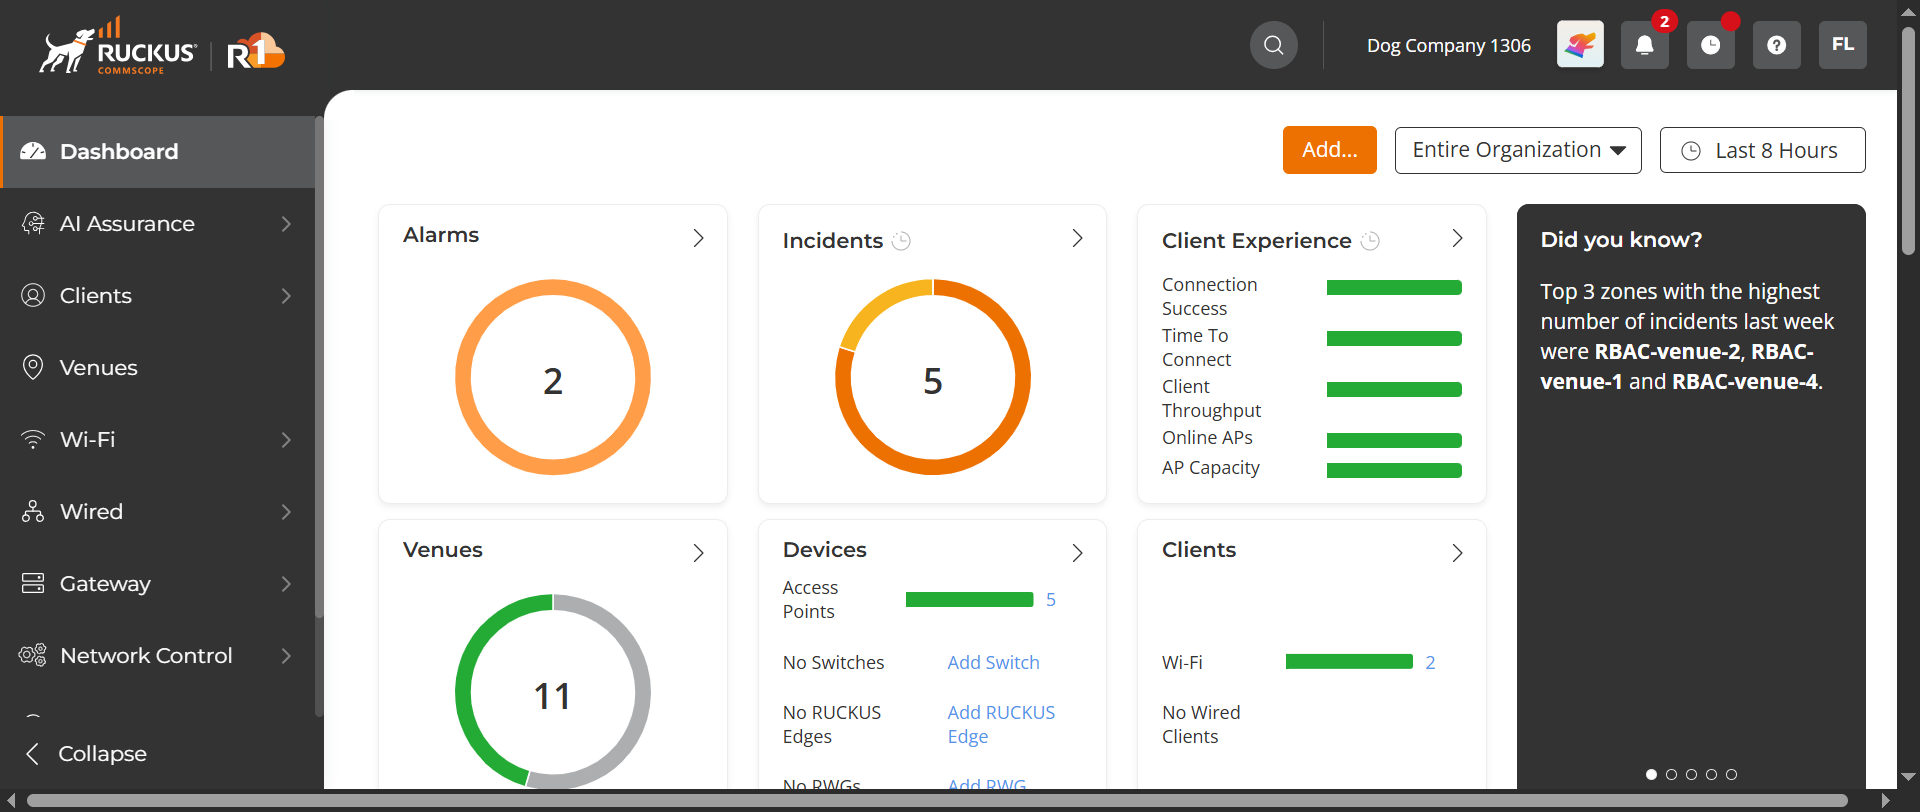 RUCKUS
COMMSCOPE
R1
Dog Company 1306
2
FL
Dashboard
AI Assurance
Clients
Venues
Wi-Fi
Wired
Gateway
Network Control
Collapse
Add...
Entire Organization
Last 8 Hours
Alarms
2
Incidents
5
Client Experience
Connection
Success
Time To
Connect
Client
Throughput
Online APs
AP Capacity
Did you know?
Top 3 zones with the highest
number of incidents last week
were RBAC-venue-2, RBAC-
venue-1 and RBAC-venue-4.
Venues
11
Devices
Access
Points
5
No Switches
Add Switch
No RUCKUS
Edges
Add RUCKUS
Edge
No RWGs
Add RWG
Clients
Wi-Fi
2
No Wired
Clients